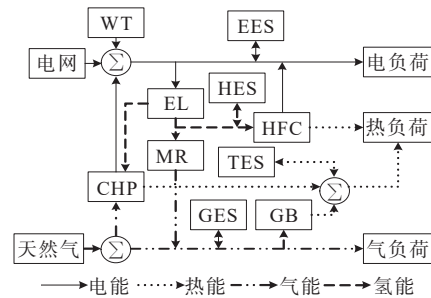 WT
EES
电网
Σ
电负荷
EL
HES
HFC
热负荷
MR
TES
CHP
Σ
GES
GB
天然气
Σ
气负荷
电能 热能 气能 氢能